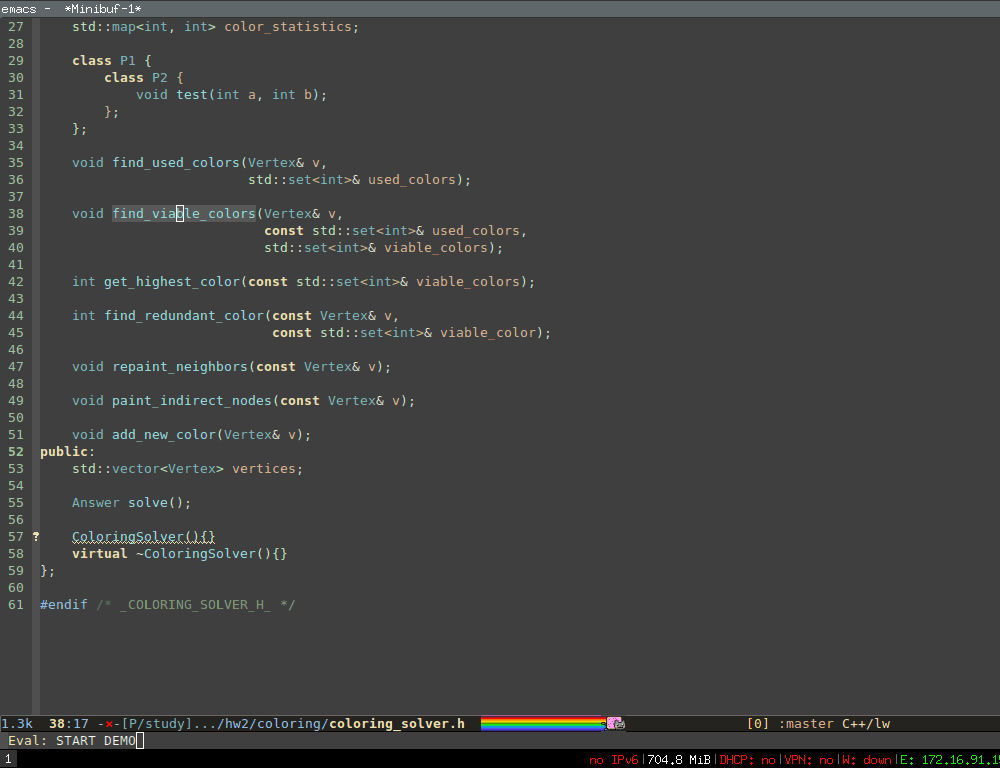 emacs -  *Minibuf-1*
27     std::map<int, int> color_statistics;
28
29     class P1 {
30         class P2 {
31             void test(int a, int b);
32         };
33     };
34
35     void find_used_colors(Vertex& v,
36                           std::set<int>& used_colors);
37
38     void find_viable_colors(Vertex& v,
39                             const std::set<int>& used_colors,
40                             std::set<int>& viable_colors);
41
42     int get_highest_color(const std::set<int>& viable_colors);
43
44     int find_redundant_color(const Vertex& v,
45                              const std::set<int>& viable_color);
46
47     void repaint_neighbors(const Vertex& v);
48
49     void paint_indirect_nodes(const Vertex& v);
50
51     void add_new_color(Vertex& v);
52 public:
53     std::vector<Vertex> vertices;
54
55     Answer solve();
56
57 ?   ColoringSolver(){}
58     virtual ~ColoringSolver(){}
59 };
60
61 #endif /* _COLORING_SOLVER_H_ */
1.3k  38:17 -×-[P/study].../hw2/coloring/coloring_solver.h [0] :master C++/lw
Eval: START DEMO
1 no IPv6|704.8 MiB|DHCP: no|VPN: no|W: down|E: 172.16.91.1